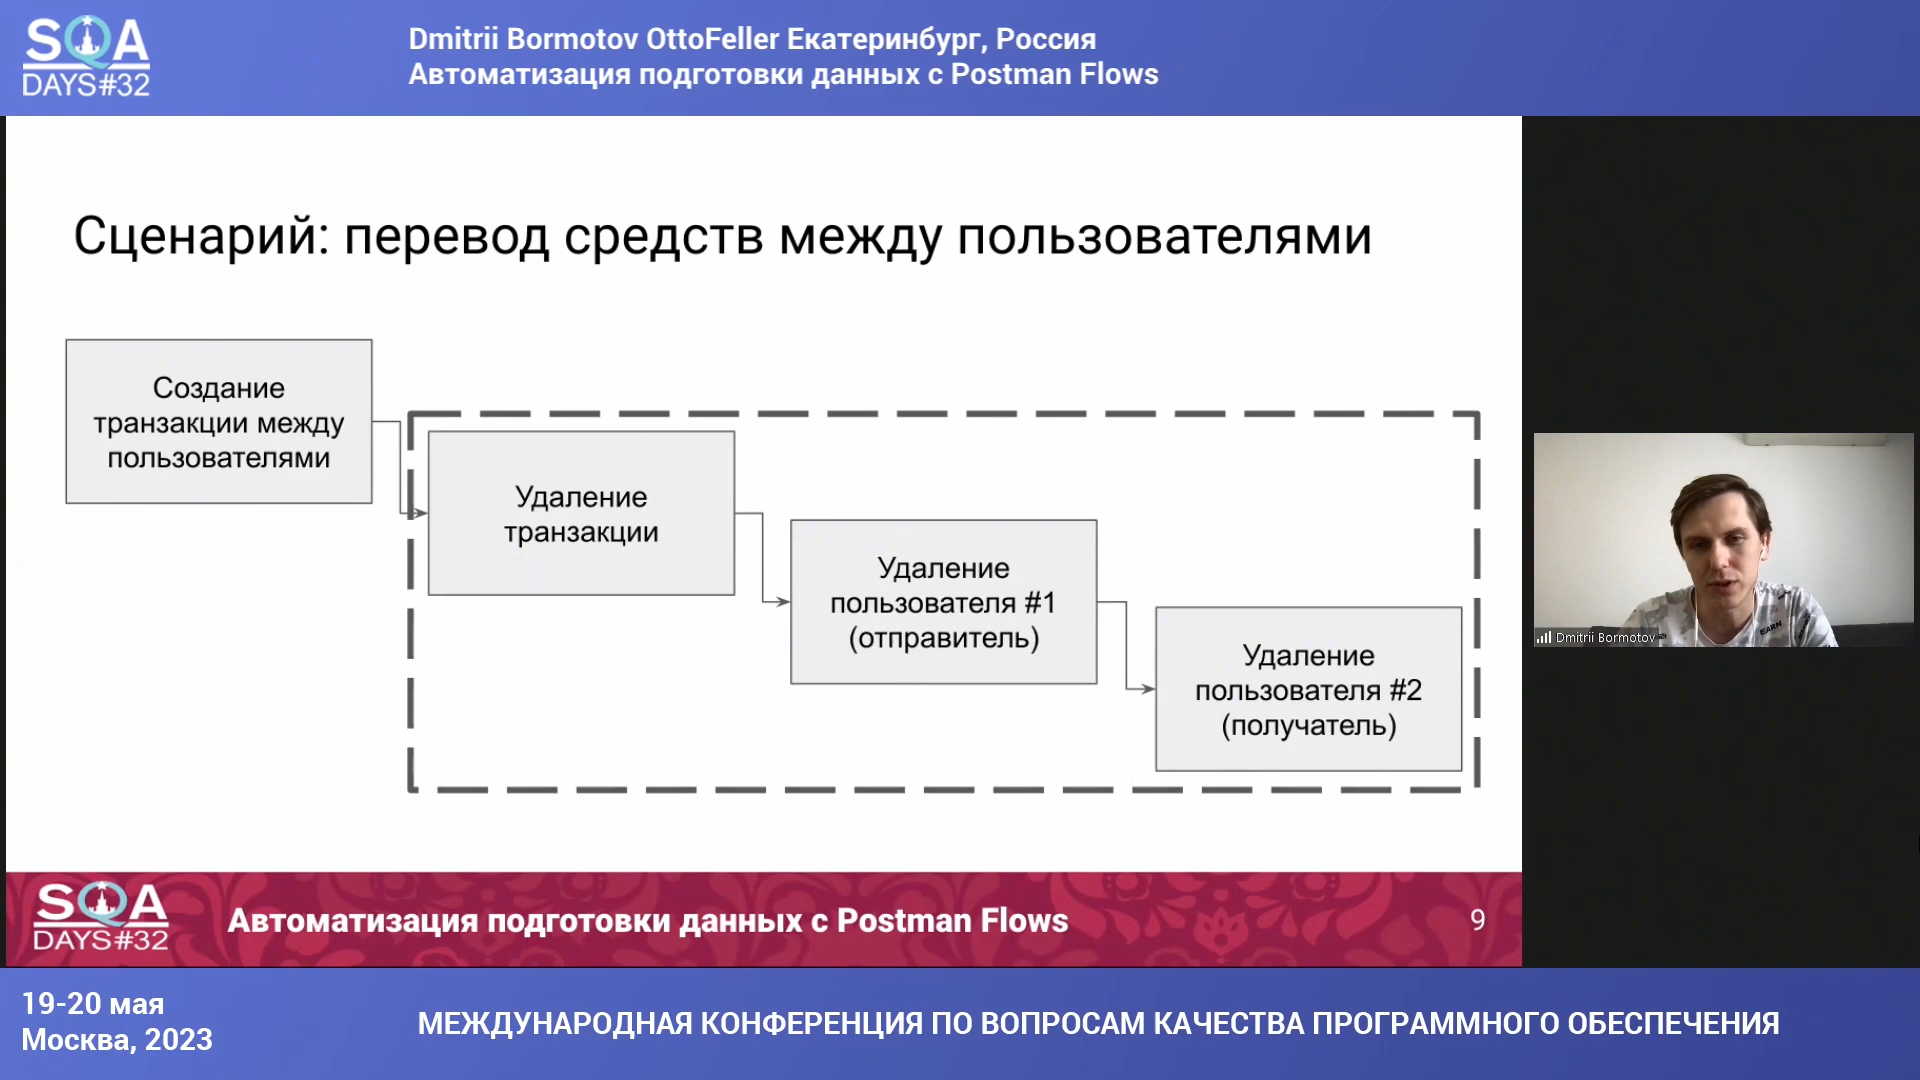 SQA
DAYS#32
Dmitrii Bormotov OttoFeller Екатеринбург, Россия
Автоматизация подготовки данных с Postman Flows
Сценарий: перевод средств между пользователями
Создание
транзакции между
пользователями
Удаление
транзакции
Удаление
пользователя #1
(отправитель)
Удаление
пользователя #2
(получатель)
EARN
Dmitrii Bormotov
SQA
DAYS#32
Автоматизация подготовки данных с Postman Flows
9
19-20 мая
Москва, 2023
МЕЖДУНАРОДНАЯ КОНФЕРЕНЦИЯ ПО ВОПРОСАМ КАЧЕСТВА ПРОГРАММНОГО ОБЕСПЕЧЕНИЯ